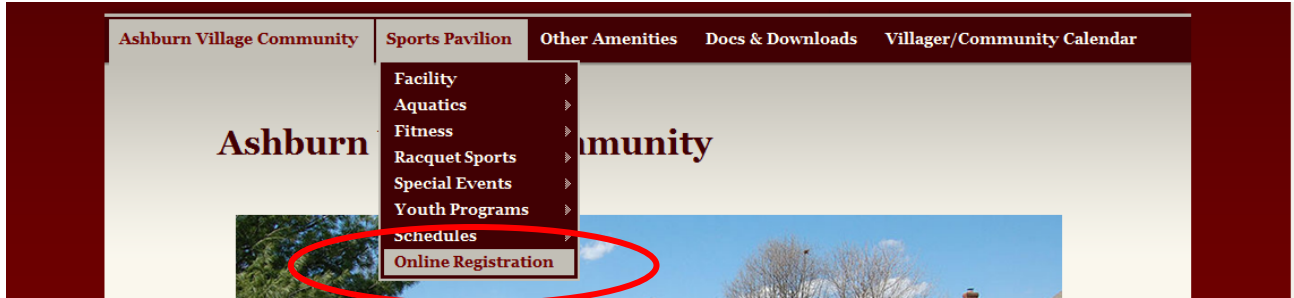 Ashburn Village Community Sports Pavilion Other Amenities Docs & Downloads Villager/Community Calendar
Facility
Aquatics
Fitness
Racquet Sports
Special Events
Youth Programs
Schedules
Online Registration
Ashburn